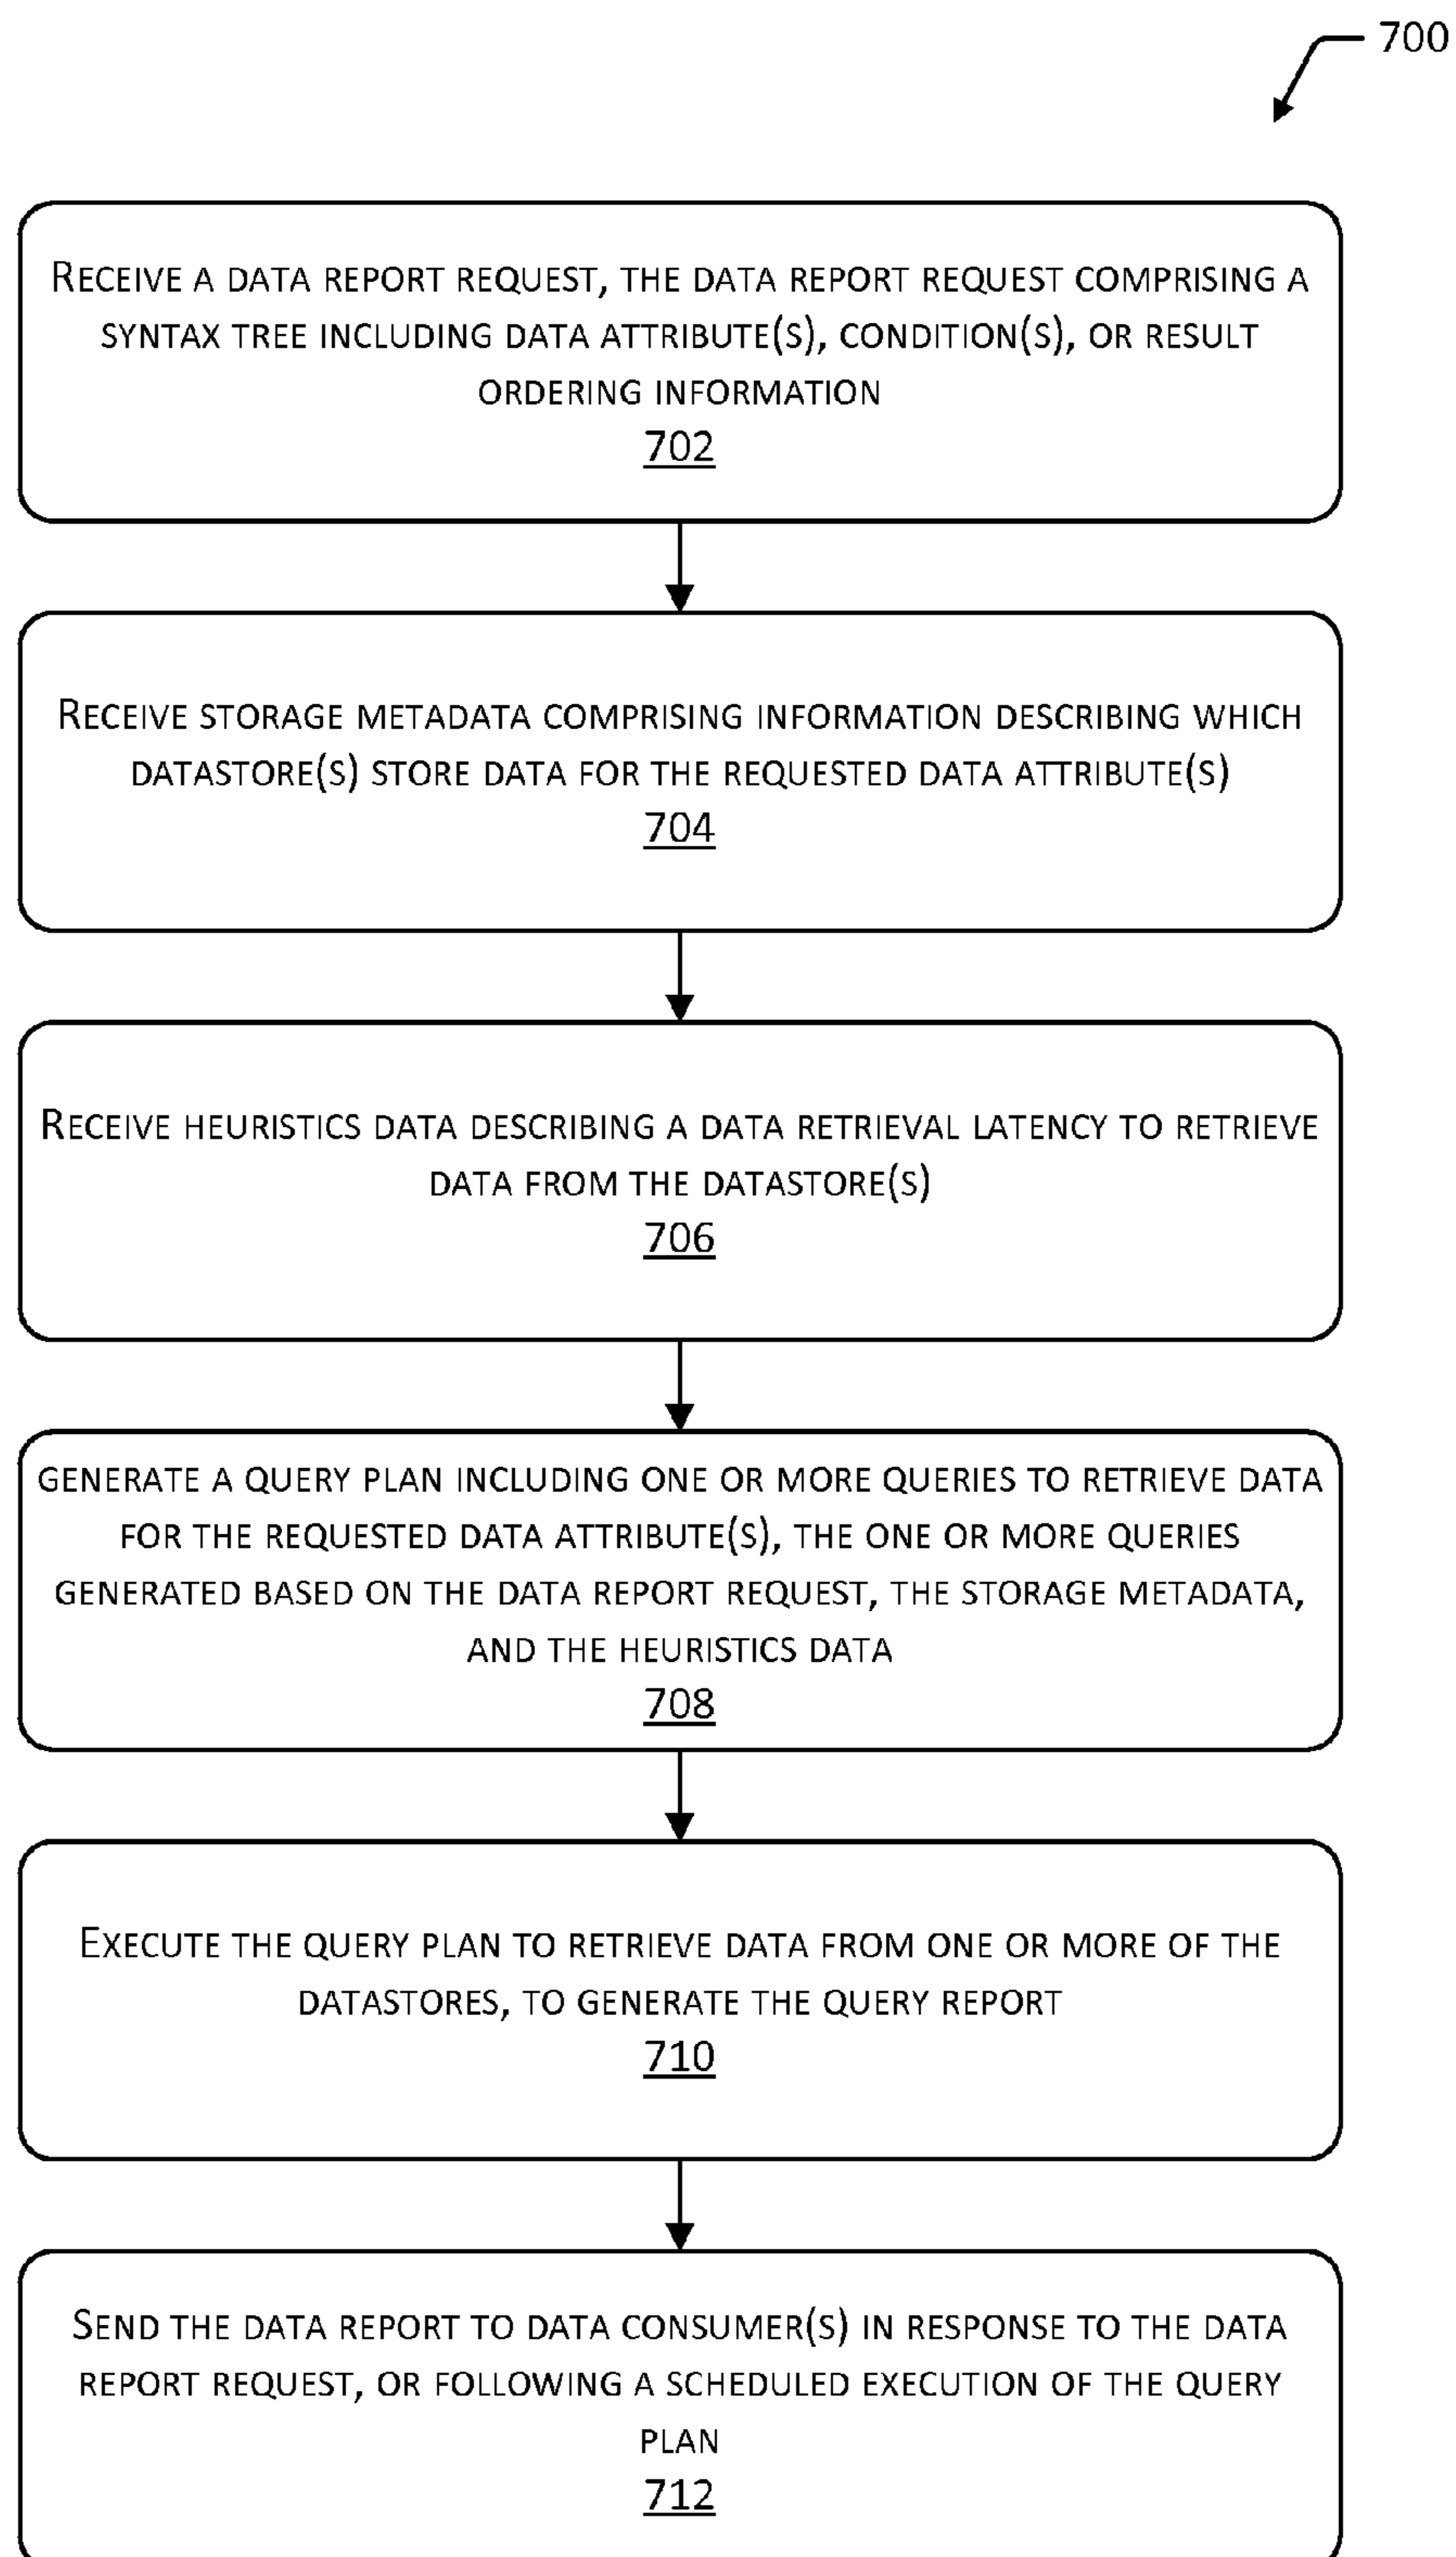 700
Receive a data report request, the data report request comprising a
syntax tree including data attribute(s), condition(s), or result
ordering information
702
Receive storage metadata comprising information describing which
datastore(s) store data for the requested data attribute(s)
704
Receive heuristics data describing a data retrieval latency to retrieve
data from the datastore(s)
706
generate a query plan including one or more queries to retrieve data
for the requested data attribute(s), the one or more queries
generated based on the data report request, the storage metadata,
and the heuristics data
708
Execute the query plan to retrieve data from one or more of the
datastores, to generate the query report
710
Send the data report to data consumer(s) in response to the data
report request, or following a scheduled execution of the query
plan
712